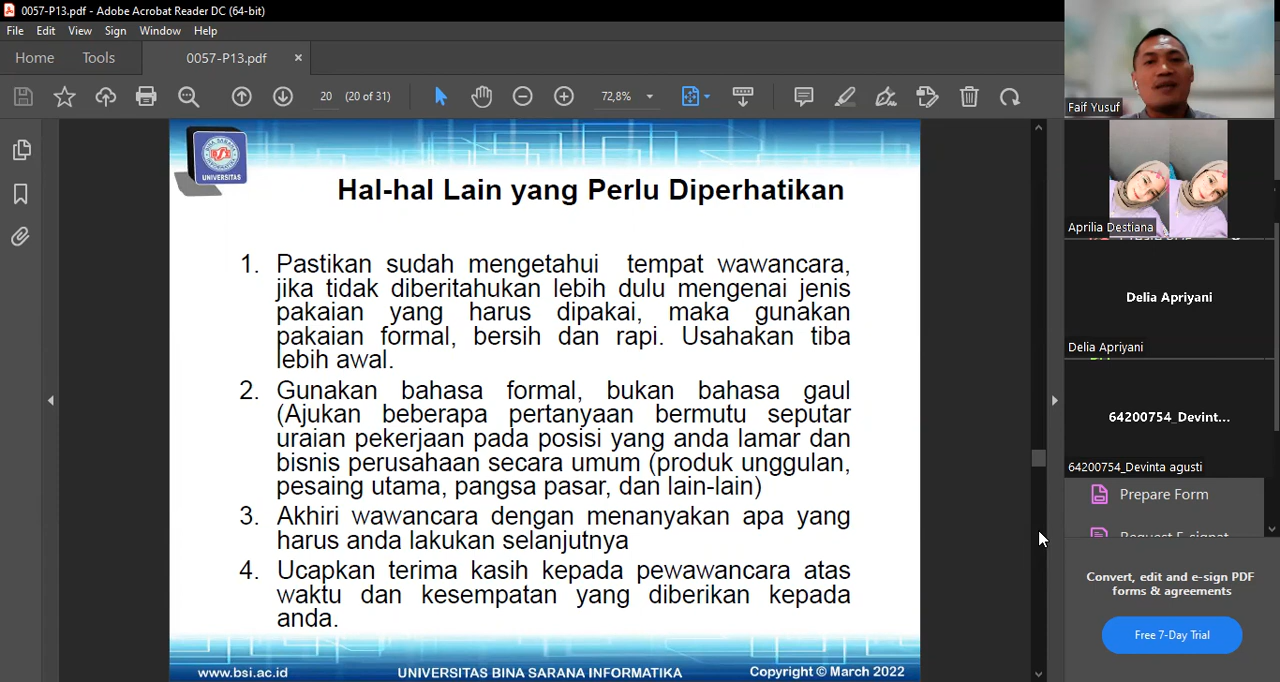 0057-P13.pdf - Adobe Acrobat Reader DC (64-bit)
File Edit View Sign Window Help
Home Tools 0057-P13.pdf ×
20 (20 of 31) 72,8%
UNIVERSITAS
Hal-hal Lain yang Perlu Diperhatikan
1. Pastikan sudah mengetahui tempat wawancara,
jika tidak diberitahukan lebih dulu mengenai jenis
pakaian yang harus dipakai, maka gunakan
pakaian formal, bersih dan rapi. Usahakan tiba
lebih awal.
2. Gunakan bahasa formal, bukan bahasa gaul
(Ajukan beberapa pertanyaan bermutu seputar
uraian pekerjaan pada posisi yang anda lamar dan
bisnis perusahaan secara umum (produk unggulan,
pesaing utama, pangsa pasar, dan lain-lain)
3. Akhiri wawancara dengan menanyakan apa yang
harus anda lakukan selanjutnya
4. Ucapkan terima kasih kepada pewawancara atas
waktu dan kesempatan yang diberikan kepada
anda.
www.bsi.ac.id UNIVERSITAS BINA SARANA INFORMATIKA Copyright © March 2022
Faif Yusuf
Aprilia Destiana
Delia Apriyani
Delia Apriyani
64200754_Devint...
64200754_Devinta agusti
Prepare Form
Convert, edit and e-sign PDF
forms & agreements
Free 7-Day Trial